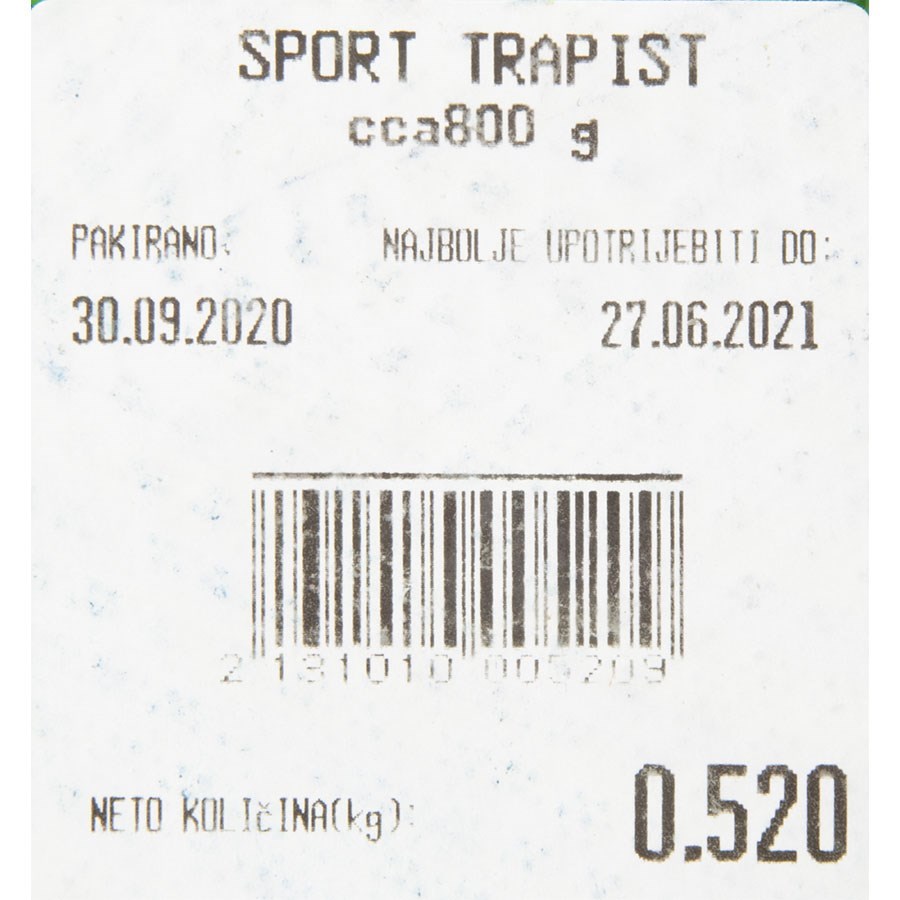 SPORT TRAPIST
cca800 g
PAKIRANO: NAJBOLJE UPOTRIJEBITI DO:
30.09.2020 27.06.2021
2 131010 005209
NETO KOLIčINA(kg): 0.520